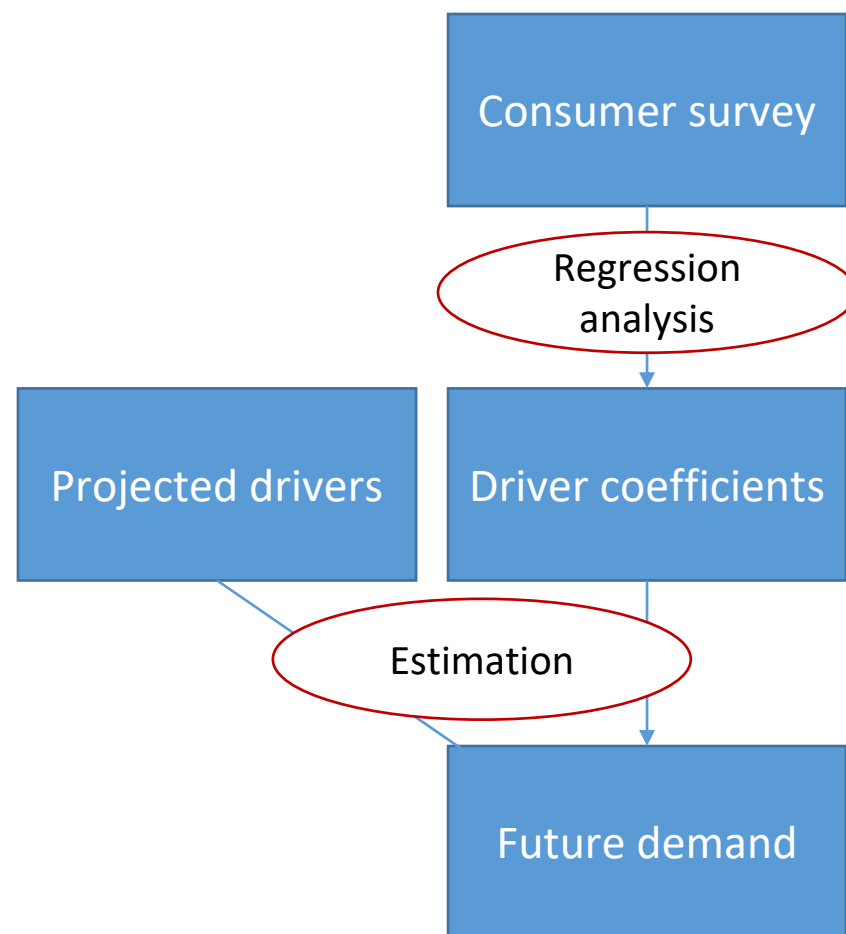 Consumer survey
Regression
analysis
Projected drivers
Driver coefficients
Estimation
Future demand